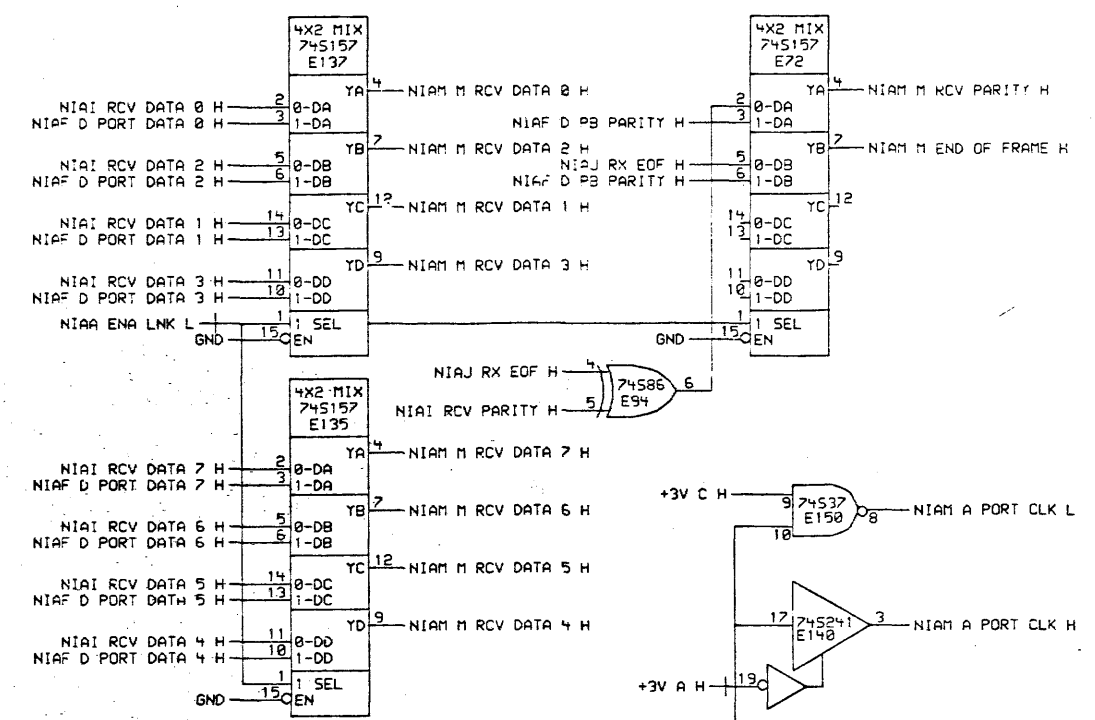 4X2 MIX
74S157
E137
YA 4 NIAM M RCV DATA 0 H
NIAI RCV DATA 0 H 2 0-DA
NIAF D PORT DATA 0 H 3 1-DA
YB 7 NIAM M RCV DATA 2 H
NIAI RCV DATA 2 H 5 0-DB
NIAF D PORT DATA 2 H 6 1-DB
YC 12 NIAM M RCV DATA 1 H
NIAI RCV DATA 1 H 14 0-DC
NIAF D PORT DATA 1 H 13 1-DC
YD 9 NIAM M RCV DATA 3 H
NIAI RCV DATA 3 H 11 0-DD
NIAF D PORT DATA 3 H 10 1-DD
NIAA ENA LNK L 1 1 SEL
GND 15 EN
4X2 MIX
74S157
E72
YA 4 NIAM M RCV PARITY H
2 0-DA
NIAF D PB PARITY H 3 1-DA
YB 7 NIAM M END OF FRAME H
NIAJ RX EOF H 5 0-DB
NIAF D PB PARITY H 6 1-DB
YC 12
14 0-DC
13 1-DC
YD 9
11 0-DD
10 1-DD
1 1 SEL
GND 15 EN
NIAJ RX EOF H 4
74S86 6
E94
NIAI RCV PARITY H 5
4X2 MIX
74S157
E135
YA 4 NIAM M RCV DATA 7 H
NIAI RCV DATA 7 H 2 0-DA
NIAF D PORT DATA 7 H 3 1-DA
YB 7 NIAM M RCV DATA 6 H
NIAI RCV DATA 6 H 5 0-DB
NIAF D PORT DATA 6 H 6 1-DB
YC 12 NIAM M RCV DATA 5 H
NIAI RCV DATA 5 H 14 0-DC
NIAF D PORT DATA 5 H 13 1-DC
YD 9 NIAM M RCV DATA 4 H
NIAI RCV DATA 4 H 11 0-DD
NIAF D PORT DATA 4 H 10 1-DD
1 1 SEL
GND 15 EN
+3V C H 9 74S37
E150 8 NIAM A PORT CLK L
10
17 74S241 3 NIAM A PORT CLK H
E140
+3V A H 19